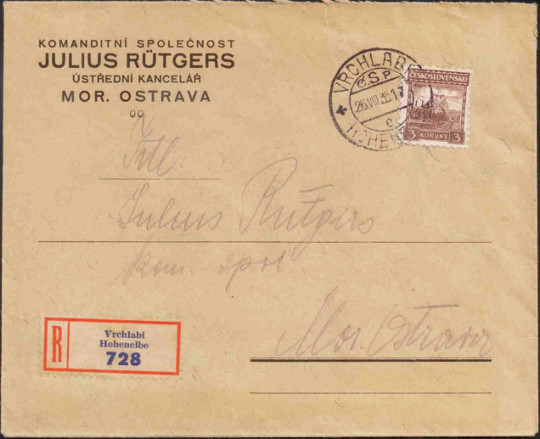 KOMANDITNÍ SPOLEČNOST
JULIUS RÜTGERS
ÚSTŘEDNÍ KANCELÁŘ
MOR. OSTRAVA
VRCHLABÍ
Č.S.P.
HOHENELBE
ČESKOSLOVENSKO
3 KORUNY 3
Titl.
Julius Rütgers
kom. spol
Mor. Ostrava
R
Vrchlabí
Hohenelbe
728